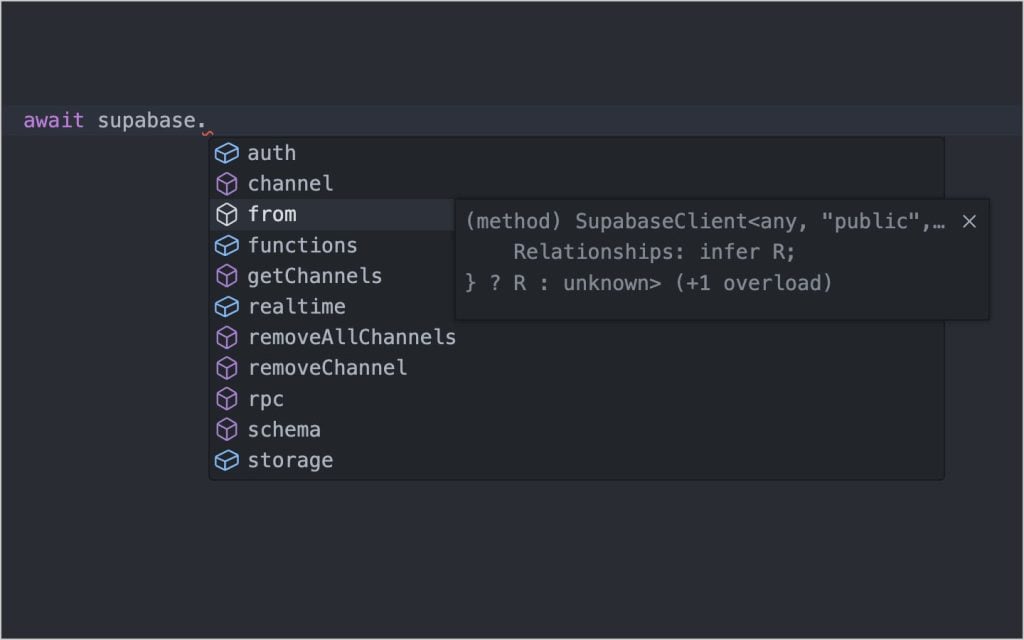 await supabase.
auth
channel
from
functions
getChannels
realtime
removeAllChannels
removeChannel
rpc
schema
storage
(method) SupabaseClient<any, "public",…
Relationships: infer R;
} ? R : unknown> (+1 overload)